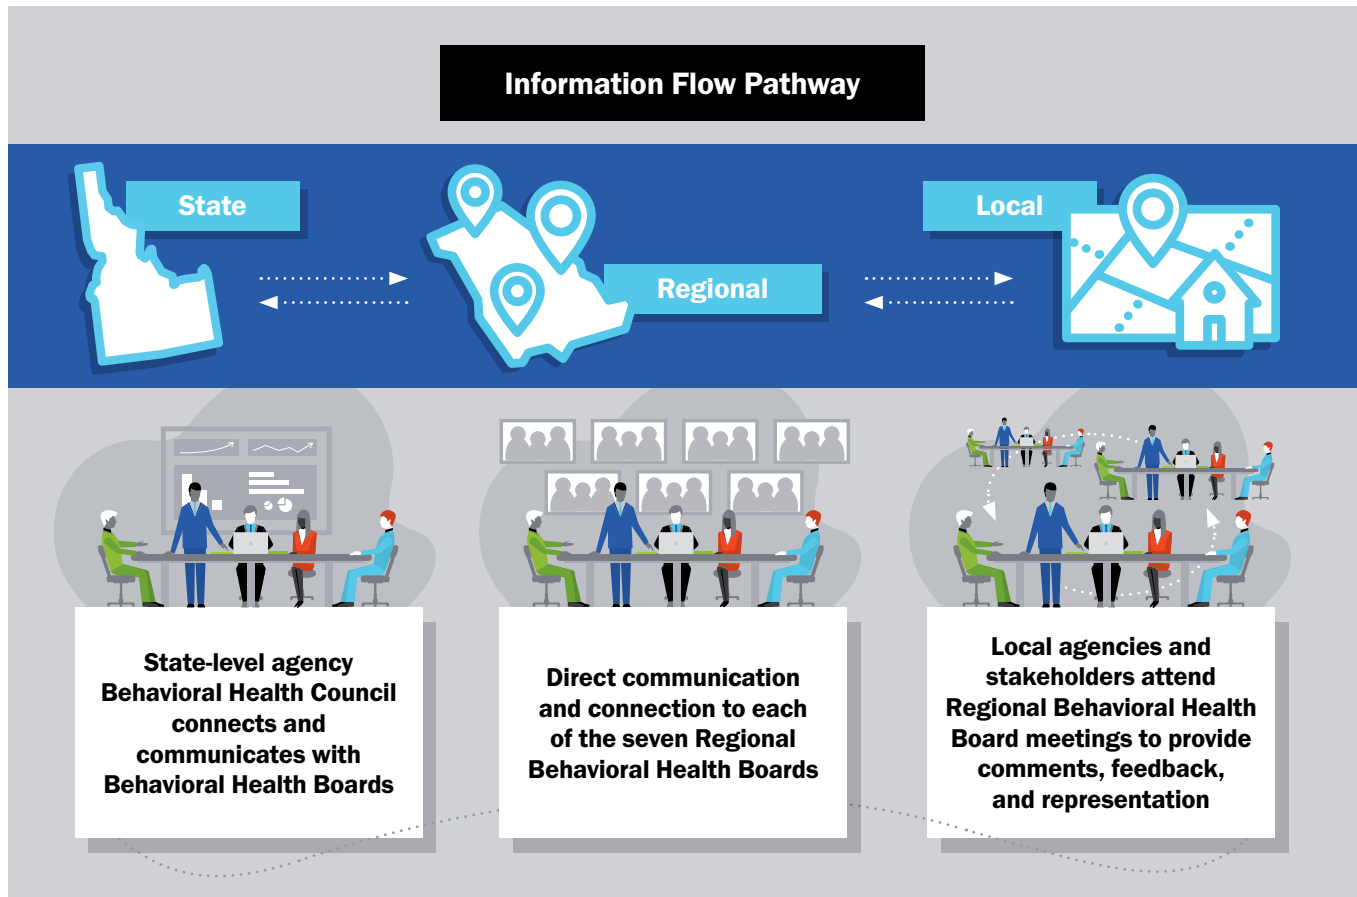 Information Flow Pathway
State
Regional
Local
State-level agency
Behavioral Health Council
connects and
communicates with
Behavioral Health Boards
Direct communication
and connection to each
of the seven Regional
Behavioral Health Boards
Local agencies and
stakeholders attend
Regional Behavioral Health
Board meetings to provide
comments, feedback,
and representation